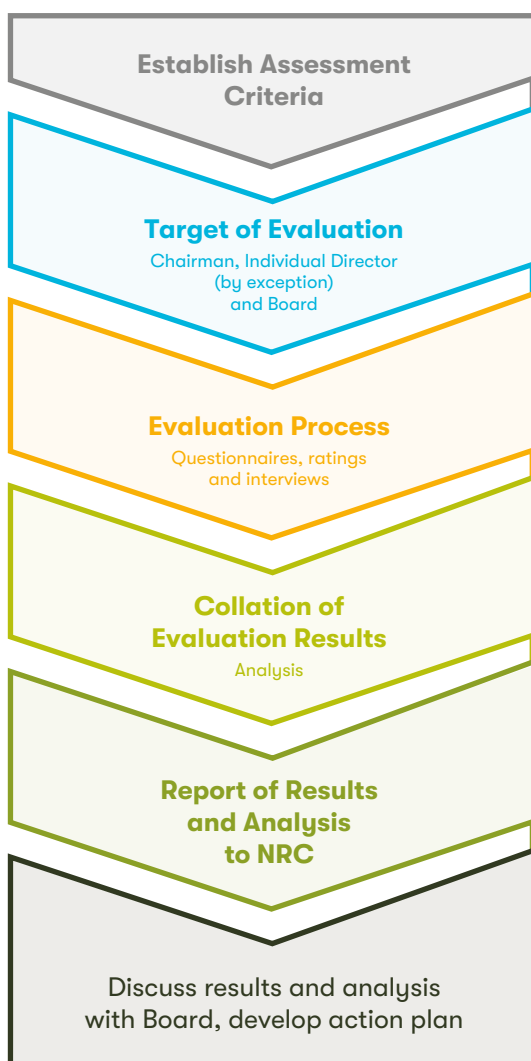 Establish Assessment
Criteria
Target of Evaluation
Chairman, Individual Director
(by exception)
and Board
Evaluation Process
Questionnaires, ratings
and interviews
Collation of
Evaluation Results
Analysis
Report of Results
and Analysis
to NRC
Discuss results and analysis
with Board, develop action plan